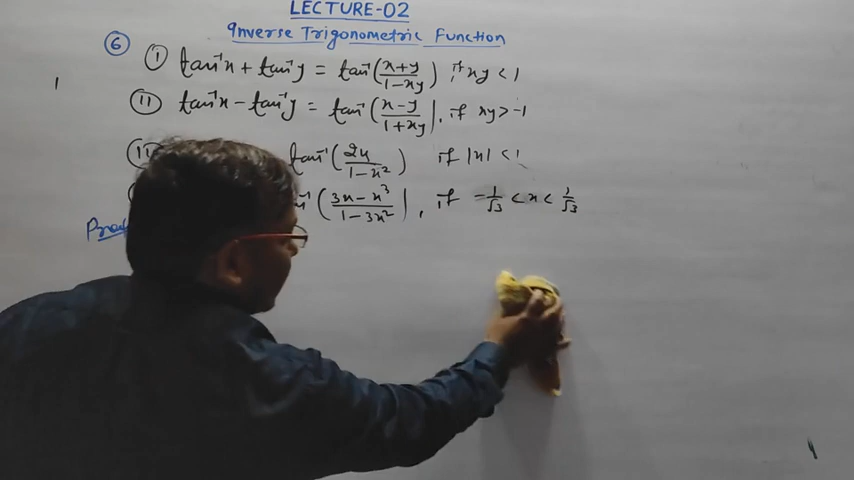 LECTURE-02
Inverse Trigonometric Function
⑥ (I) tan⁻¹x + tan⁻¹y = tan⁻¹((x+y)/(1-xy)) if xy < 1
(II) tan⁻¹x - tan⁻¹y = tan⁻¹((x-y)/(1+xy)), if xy > -1
tan⁻¹(2x/(1-x²)) if |x| < 1
((3x-x³)/(1-3x²)), if -1/√3 < x < 1/√3